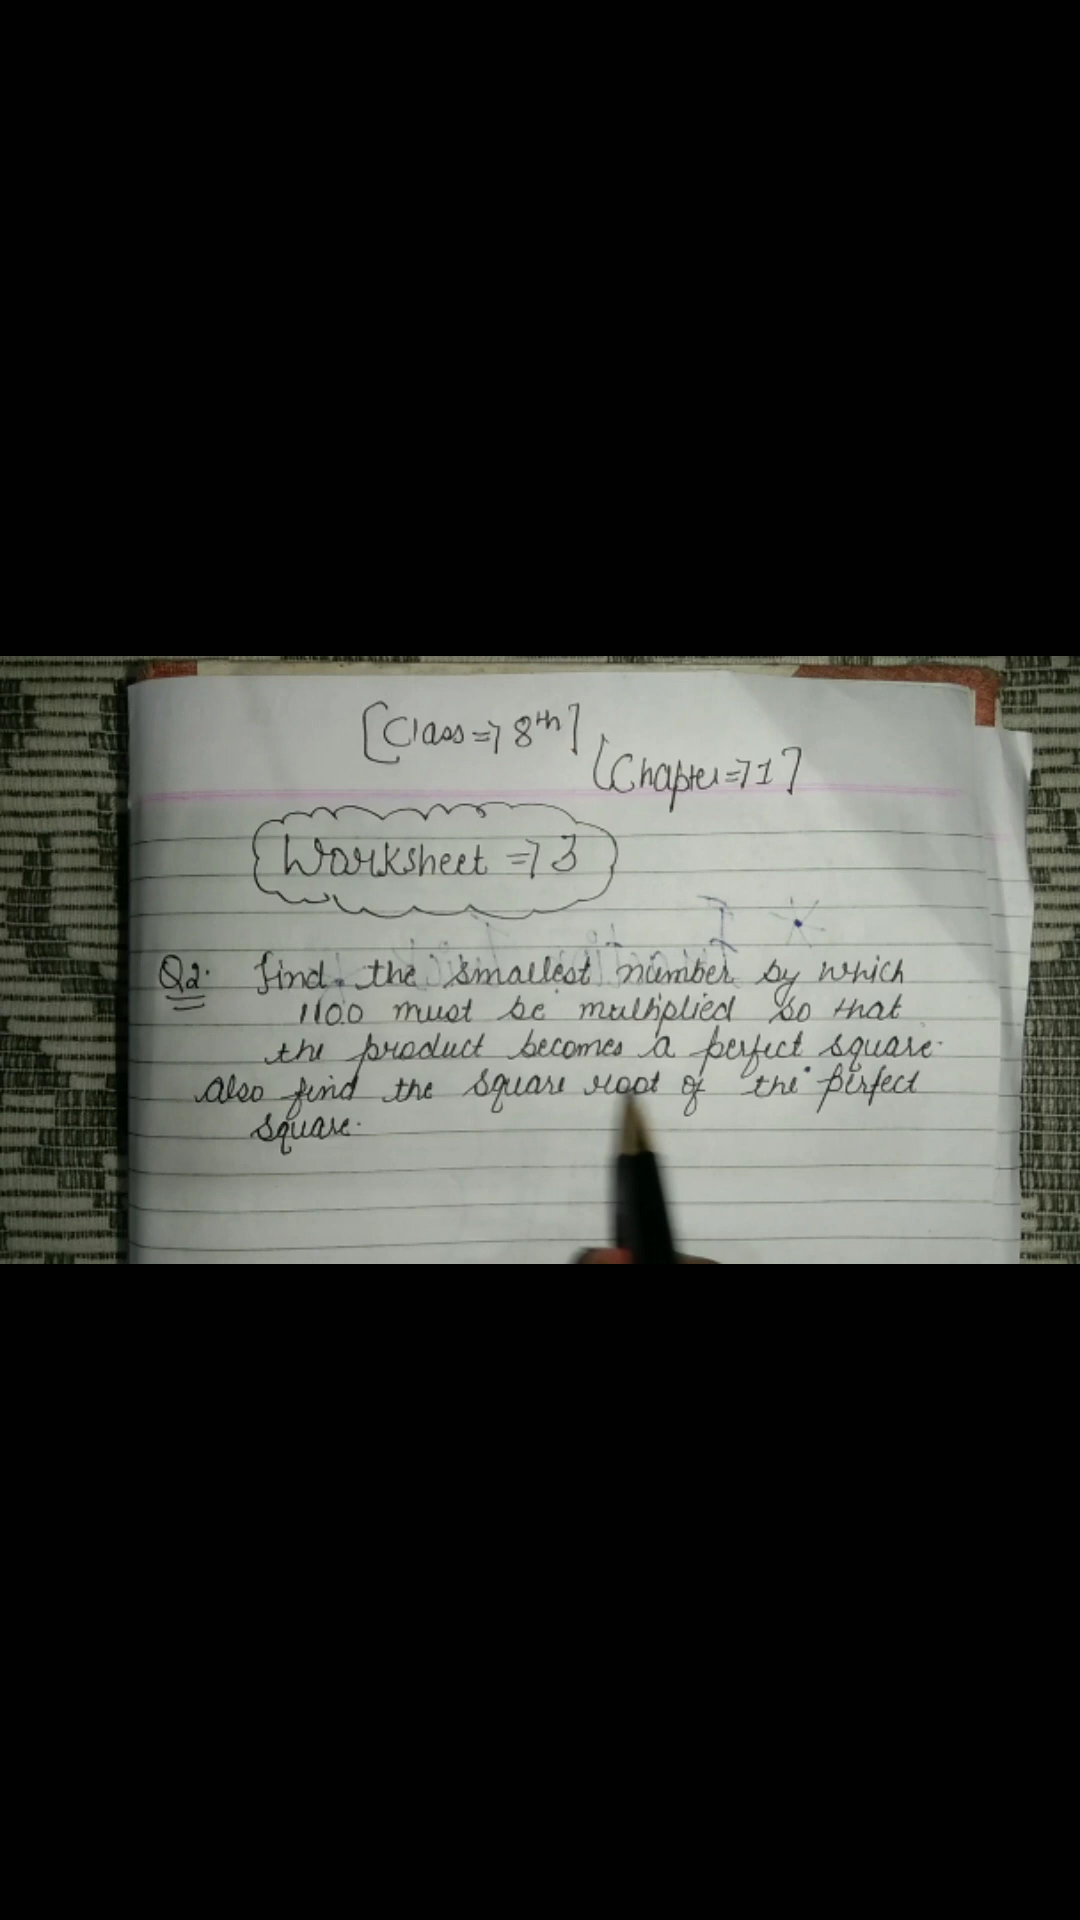 [Class => 8th]
[Chapter => 1]
Worksheet => 3
Q2. find the smallest number by which
1100 must be multiplied so that
the product becomes a perfect square.
also find the square root of the perfect
square.